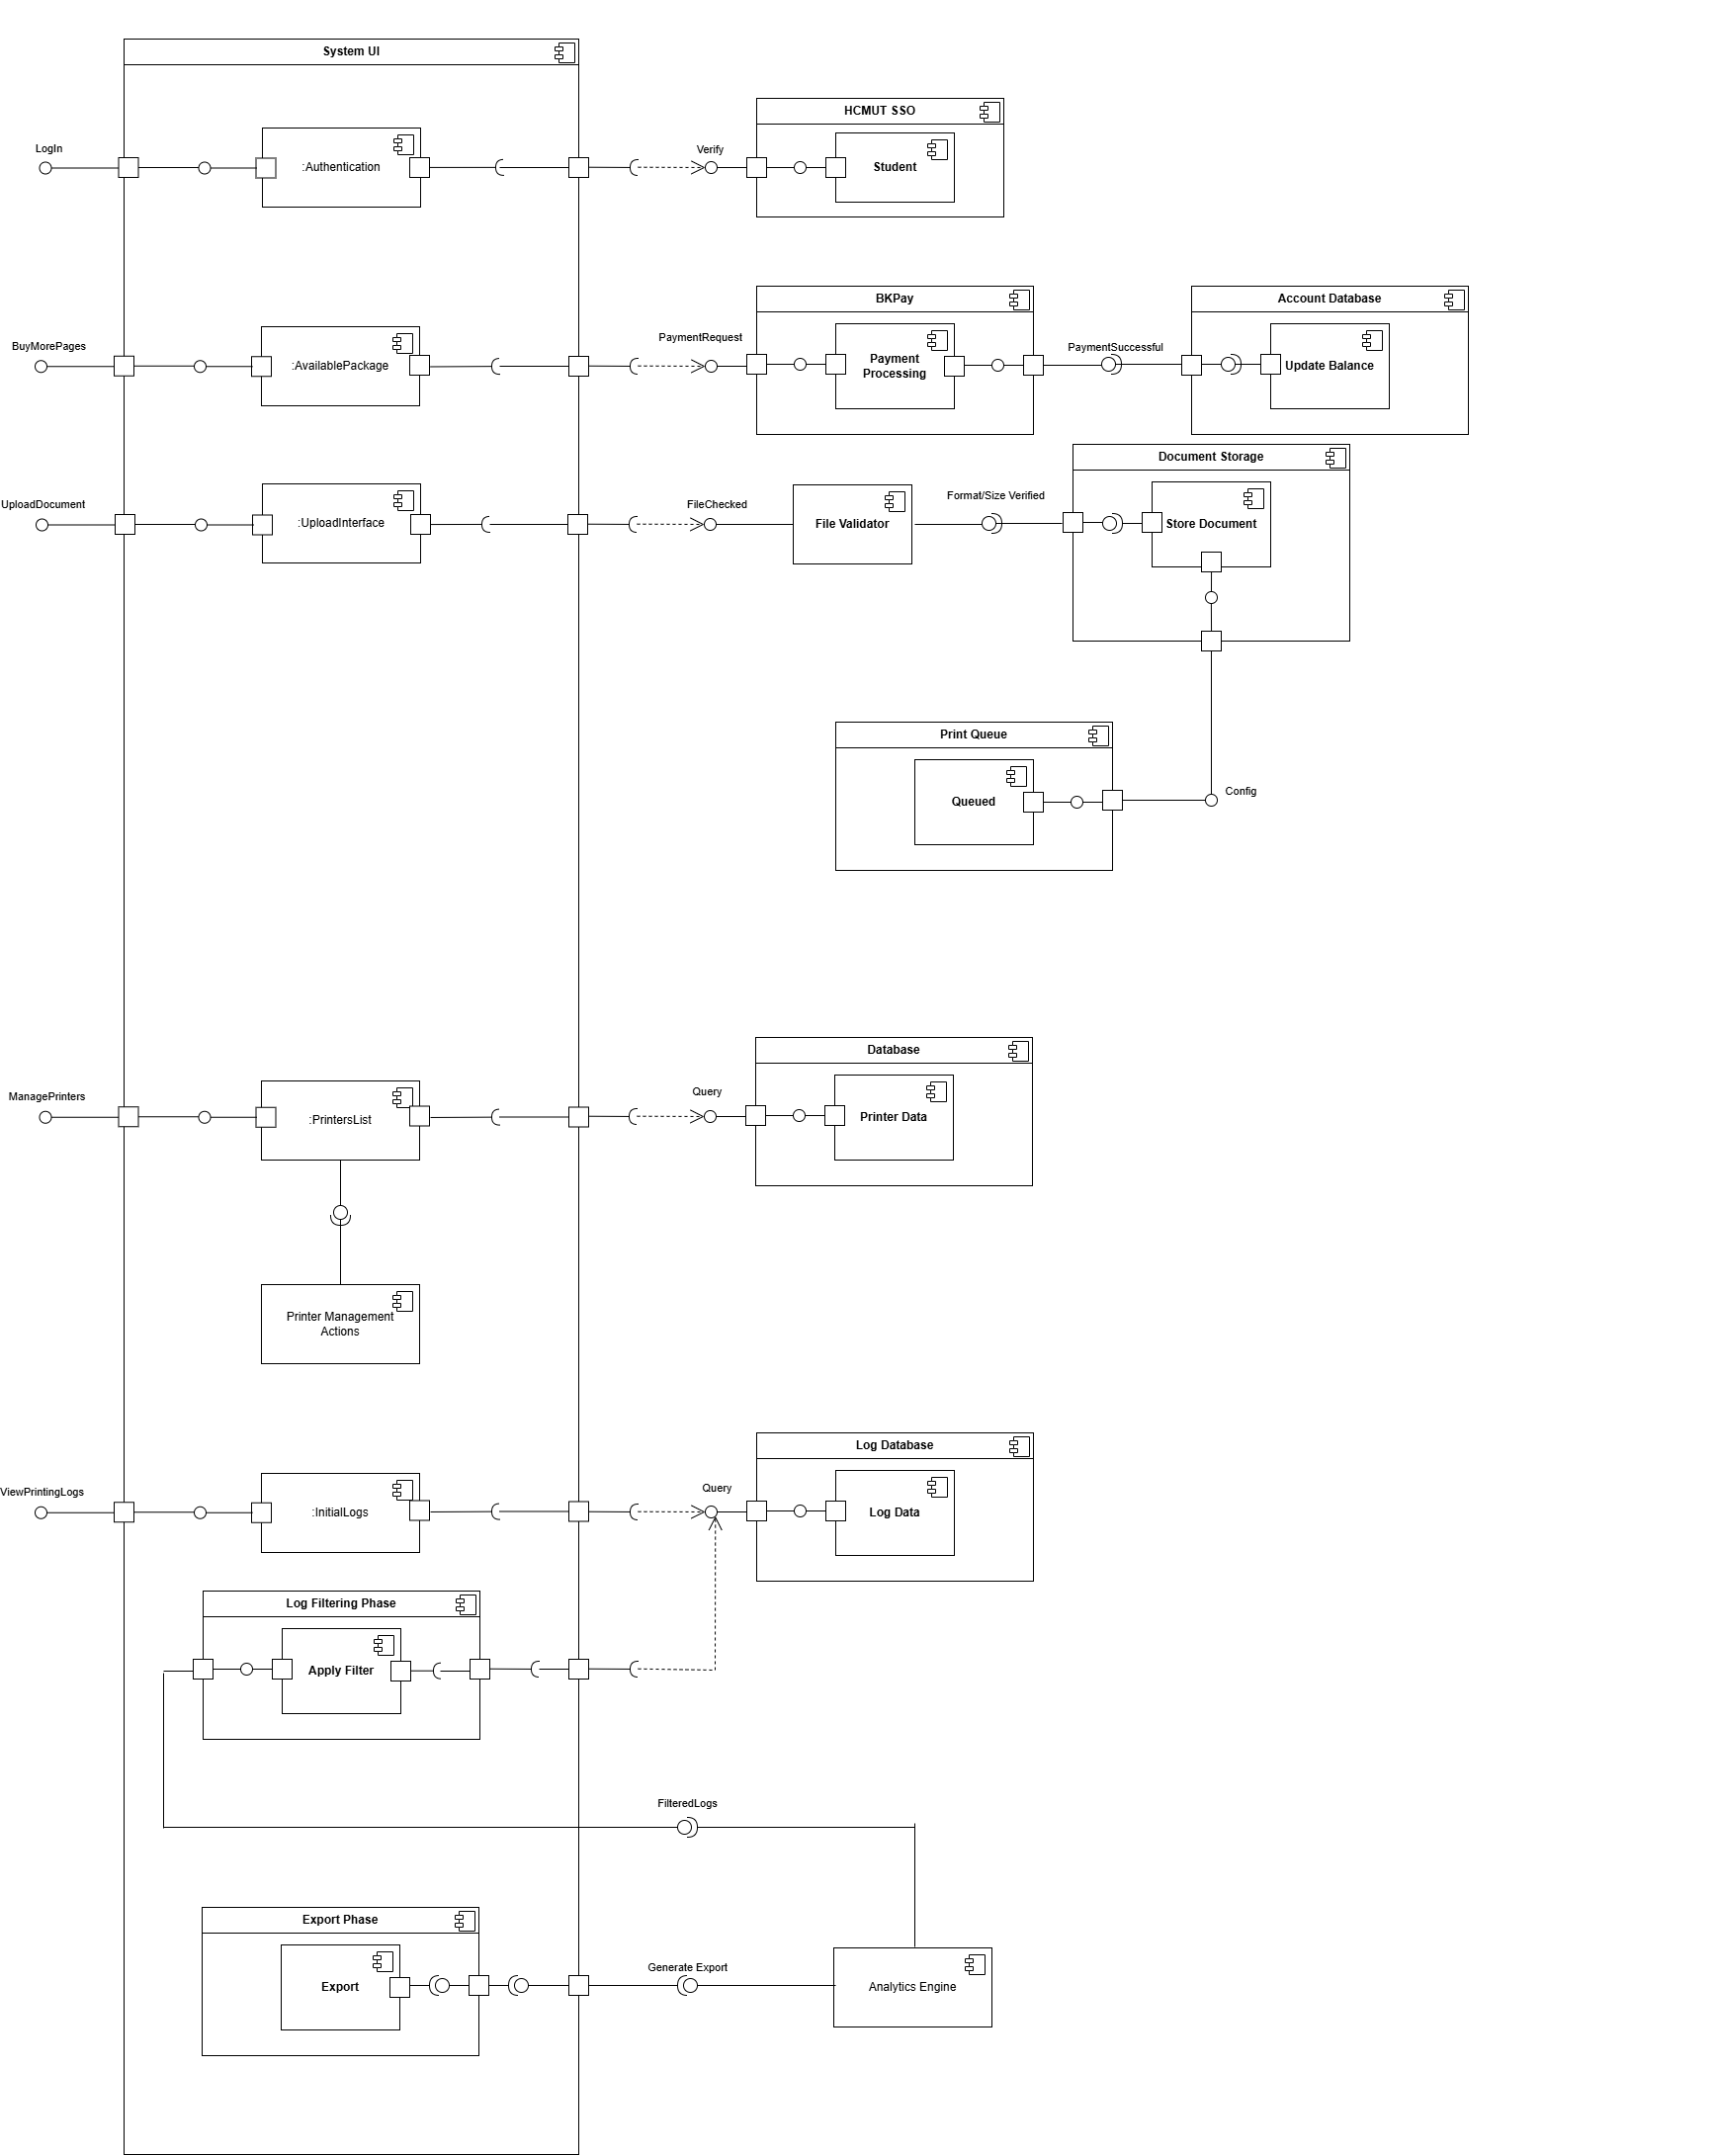 System UI
HCMUT SSO
LogIn
:Authentication
Verify
Student
BKPay
Account Database
BuyMorePages
:AvailablePackage
PaymentRequest
Payment
Processing
PaymentSuccessful
Update Balance
Document Storage
UploadDocument
:UploadInterface
FileChecked
File Validator
Format/Size Verified
Store Document
Print Queue
Queued
Config
Database
ManagePrinters
:PrintersList
Query
Printer Data
Printer Management
Actions
Log Database
ViewPrintingLogs
:InitialLogs
Query
Log Data
Log Filtering Phase
Apply Filter
FilteredLogs
Export Phase
Export
Generate Export
Analytics Engine